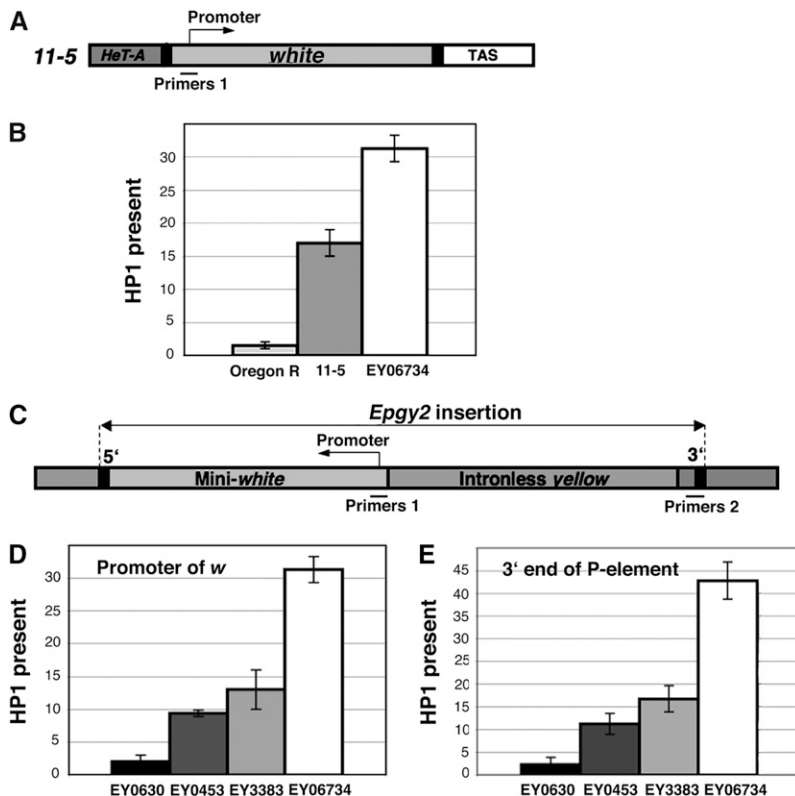 A
Promoter
11-5
HeT-A
white
TAS
Primers 1
B
HP1 present
30
25
20
15
10
5
0
Oregon R 11-5 EY06734
C
Epgy2 insertion
Promoter
5‘
3‘
Mini-white
Intronless yellow
Primers 1
Primers 2
D
Promoter of w
HP1 present
30
25
20
15
10
5
0
EY0630 EY0453 EY3383 EY06734
E
3‘ end of P-element
HP1 present
45
40
35
30
25
20
15
10
5
0
EY0630 EY0453 EY3383 EY06734